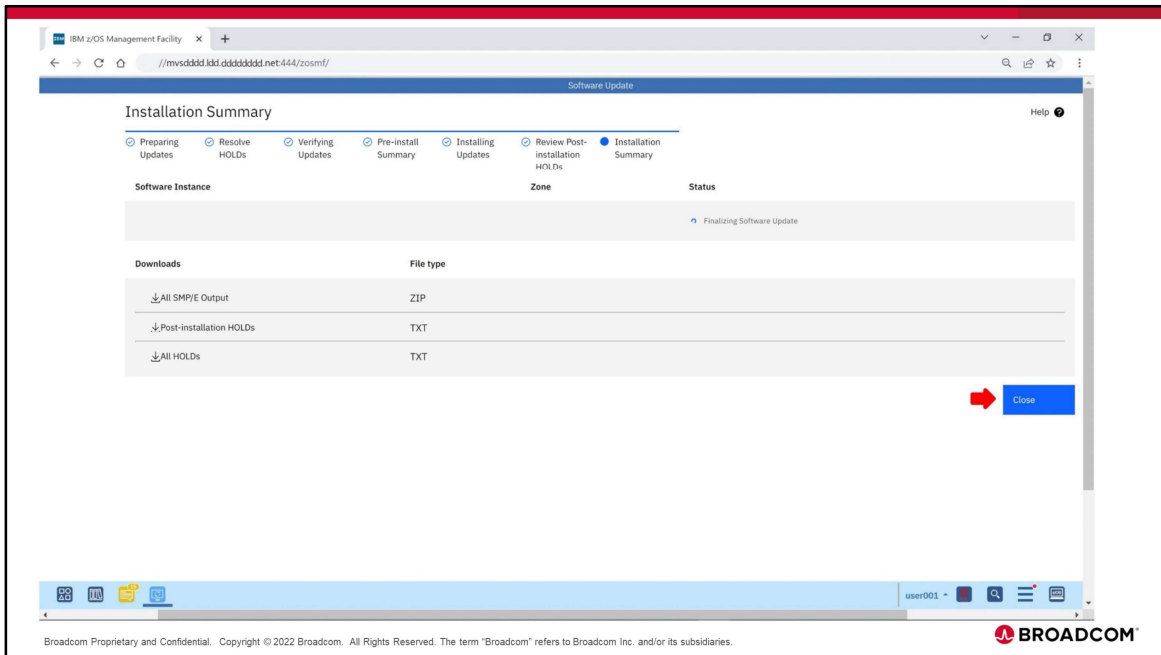 IBM z/OS Management Facility
//mvsdddd.ldd.dddddddd.net:444/zosmf/
Software Update
Installation Summary
Help
Preparing Updates
Resolve HOLDs
Verifying Updates
Pre-install Summary
Installing Updates
Review Post-installation HOLDs
Installation Summary
Software Instance Zone Status
Finalizing Software Update
Downloads File type
All SMP/E Output ZIP
Post-installation HOLDs TXT
All HOLDs TXT
Close
user001
Broadcom Proprietary and Confidential. Copyright © 2022 Broadcom. All Rights Reserved. The term “Broadcom” refers to Broadcom Inc. and/or its subsidiaries.
BROADCOM®